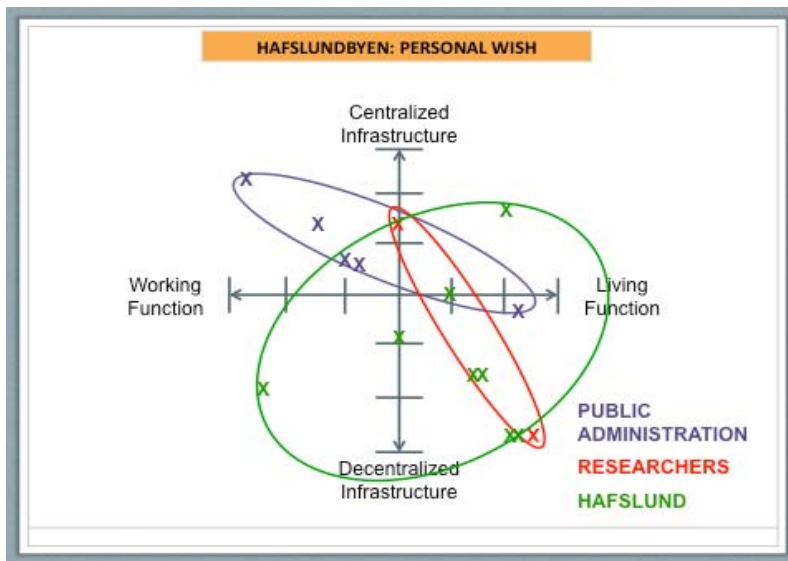 HAFSLUNDBYEN: PERSONAL WISH
Centralized
Infrastructure
Working
Function
Living
Function
Decentralized
Infrastructure
PUBLIC
ADMINISTRATION
RESEARCHERS
HAFSLUND